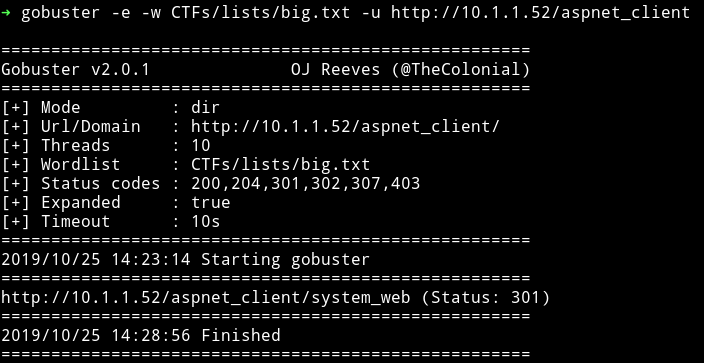 → gobuster -e -w CTFs/lists/big.txt -u http://10.1.1.52/aspnet_client
=====================================================
Gobuster v2.0.1              OJ Reeves (@TheColonial)
=====================================================
[+] Mode         : dir
[+] Url/Domain   : http://10.1.1.52/aspnet_client/
[+] Threads      : 10
[+] Wordlist     : CTFs/lists/big.txt
[+] Status codes : 200,204,301,302,307,403
[+] Expanded     : true
[+] Timeout      : 10s
=====================================================
2019/10/25 14:23:14 Starting gobuster
=====================================================
http://10.1.1.52/aspnet_client/system_web (Status: 301)
=====================================================
2019/10/25 14:28:56 Finished
=====================================================